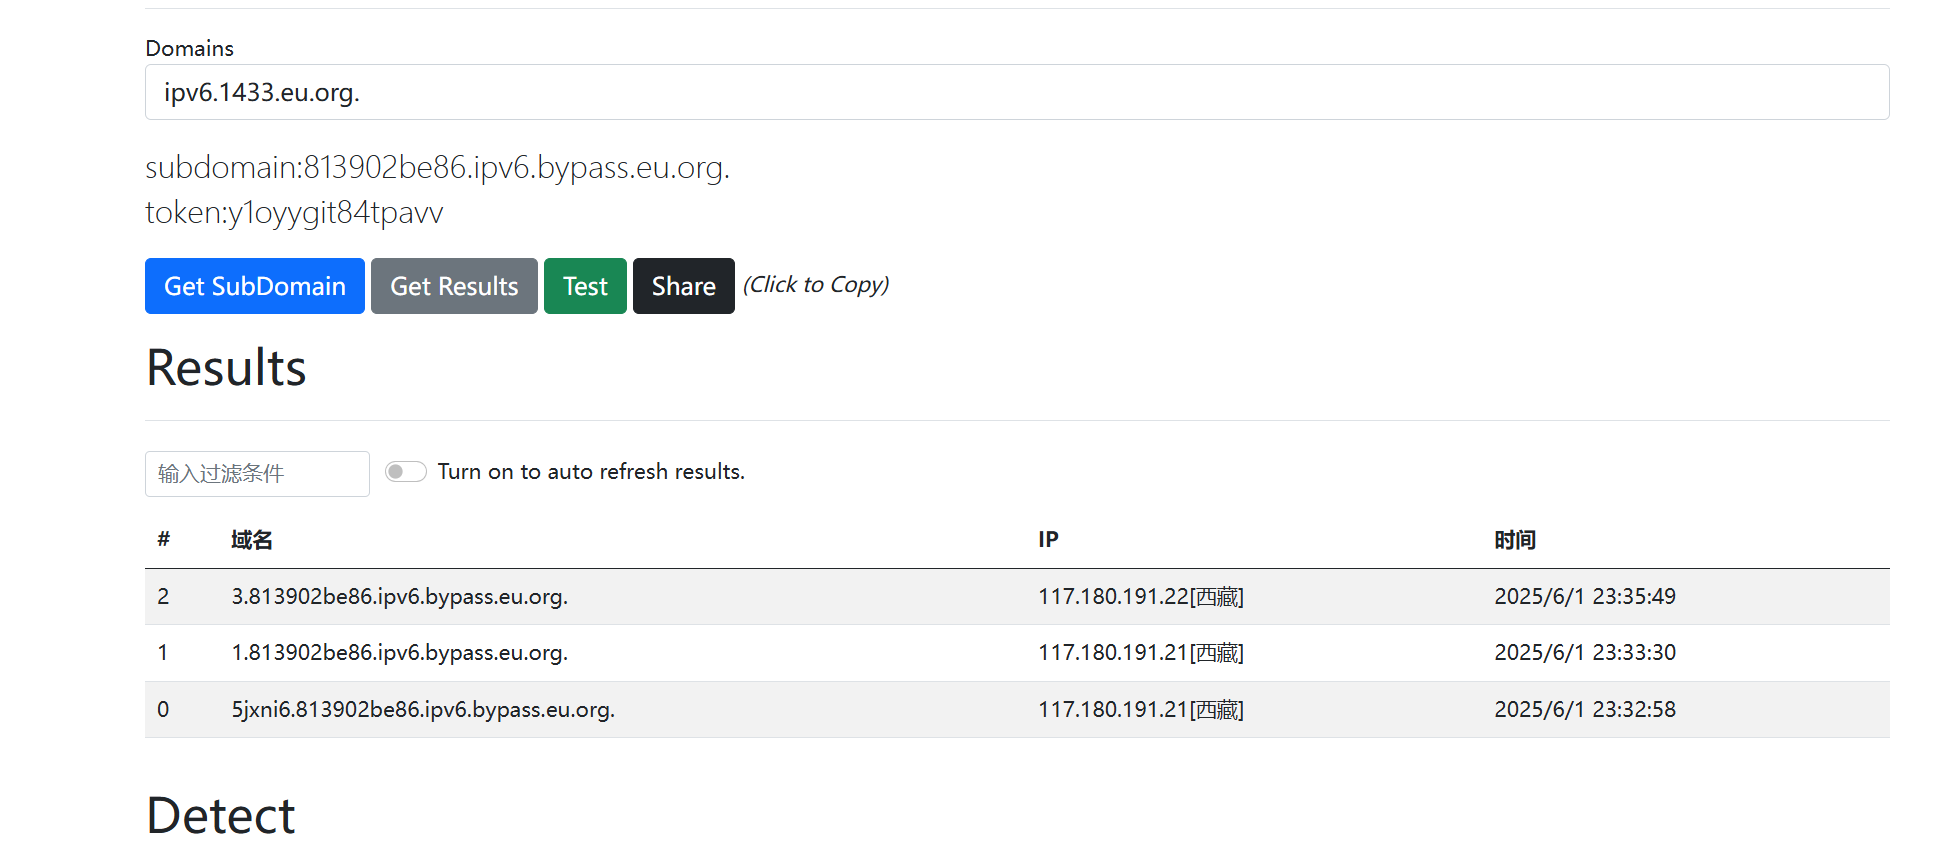 Domains
ipv6.1433.eu.org.
subdomain:813902be86.ipv6.bypass.eu.org.
token:y1oyygit84tpavv
Get SubDomain Get Results Test Share (Click to Copy)
Results
输入过滤条件 Turn on to auto refresh results.
# 域名 IP 时间
2 3.813902be86.ipv6.bypass.eu.org. 117.180.191.22[西藏] 2025/6/1 23:35:49
1 1.813902be86.ipv6.bypass.eu.org. 117.180.191.21[西藏] 2025/6/1 23:33:30
0 5jxni6.813902be86.ipv6.bypass.eu.org. 117.180.191.21[西藏] 2025/6/1 23:32:58
Detect